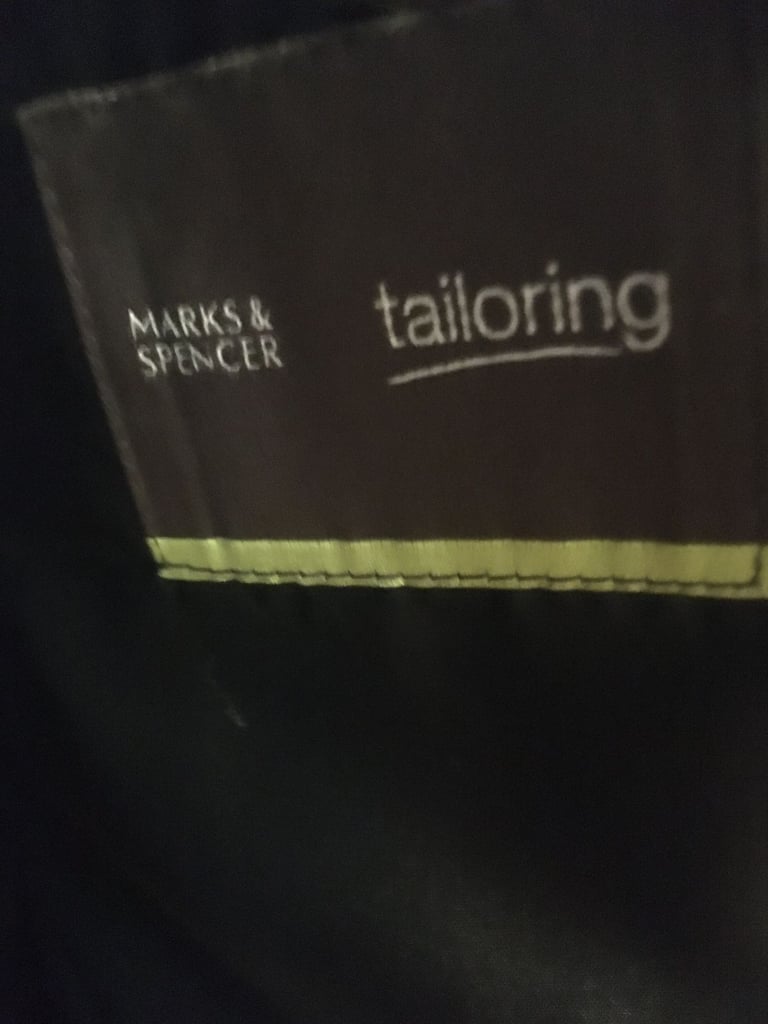 MARKS &
SPENCER
tailoring